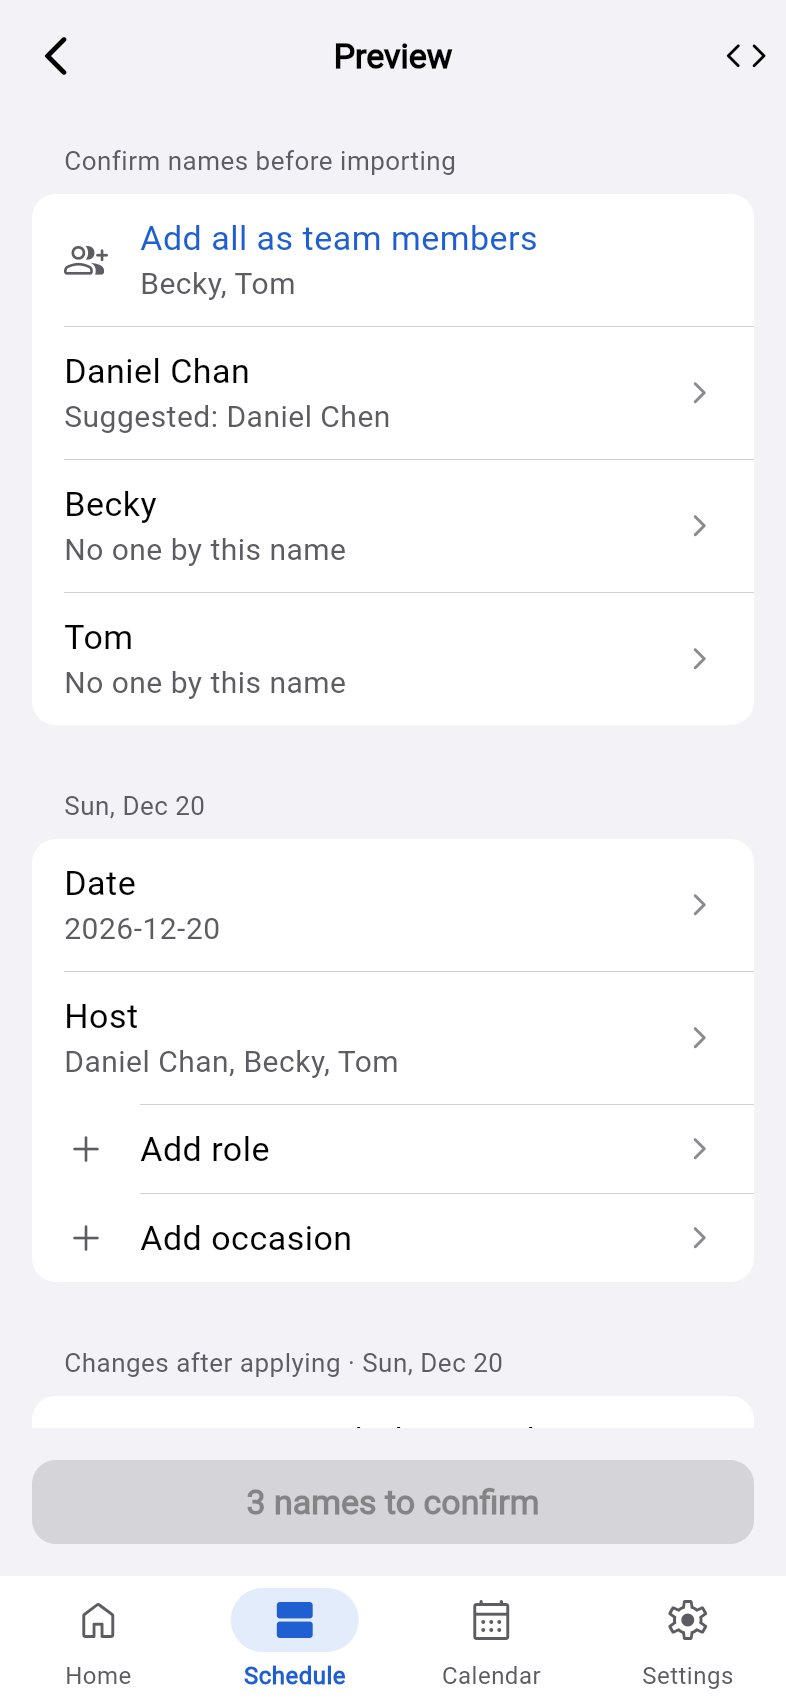 Preview
Confirm names before importing
Add all as team members
Becky, Tom
Daniel Chan
Suggested: Daniel Chen
Becky
No one by this name
Tom
No one by this name
Sun, Dec 20
Date
2026-12-20
Host
Daniel Chan, Becky, Tom
Add role
Add occasion
Changes after applying · Sun, Dec 20
3 names to confirm
Home
Schedule
Calendar
Settings